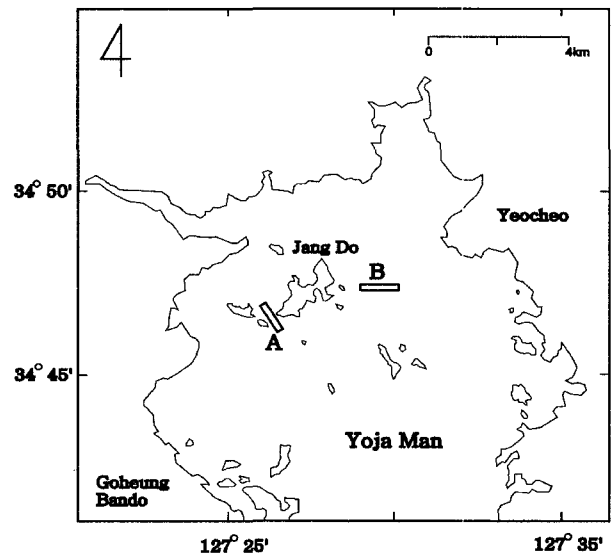 4
0 4km
34° 50'
Yeocheo
Jang Do
B
A
34° 45'
Yoja Man
Goheung
Bando
127° 25' 127° 35'